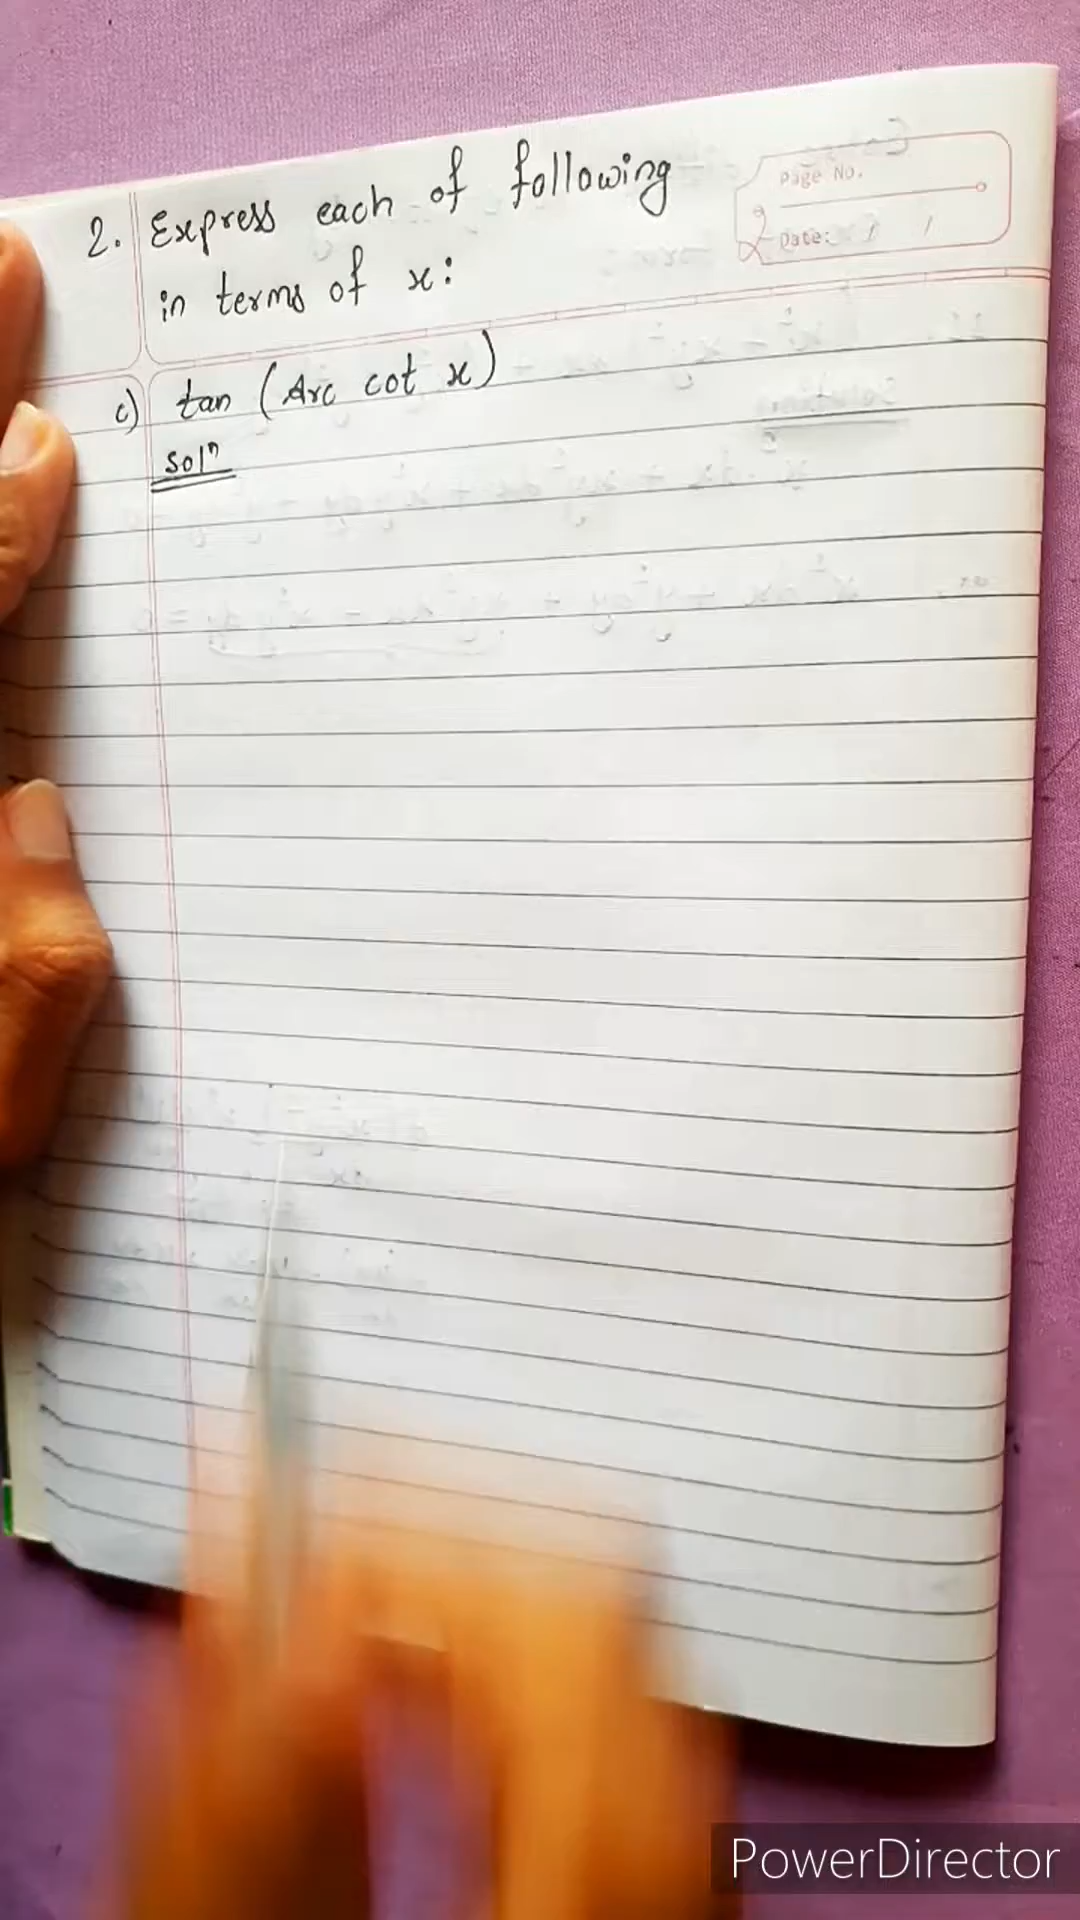 2. Express each of following
in terms of x:
Page No.
Date: / /
c) tan (Arc cot x)
Solⁿ
PowerDirector